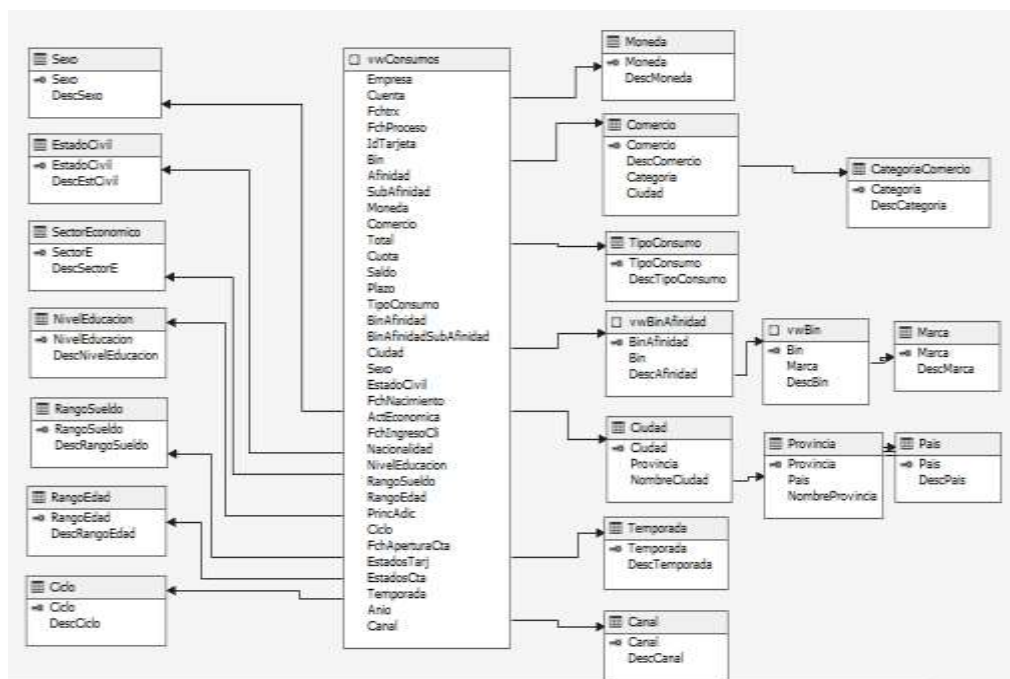 Sexo
Sexo
DescSexo
EstadoCivil
EstadoCivil
DescEstCivil
SectorEconomico
SectorE
DescSectorE
NivelEducacion
NivelEducacion
DescNivelEducacion
RangoSueldo
RangoSueldo
DescRangoSueldo
RangoEdad
RangoEdad
DescRangoEdad
Ciclo
Ciclo
DescCiclo
vwConsumos
Empresa
Cuenta
Fchtrx
FchProceso
IdTarjeta
Bin
Afinidad
SubAfinidad
Moneda
Comercio
Total
Cuota
Saldo
Plazo
TipoConsumo
BinAfinidad
BinAfinidadSubAfinidad
Ciudad
Sexo
EstadoCivil
FchNacimiento
ActEconomica
FchIngresoCli
Nacionalidad
NivelEducacion
RangoSueldo
RangoEdad
PrincAdic
Ciclo
FchAperturaCta
EstadosTarj
EstadosCta
Temporada
Anio
Canal
Moneda
Moneda
DescMoneda
Comercio
Comercio
DescComercio
Categoria
Ciudad
CategoriaComercio
Categoria
DescCategoria
TipoConsumo
TipoConsumo
DescTipoConsumo
vwBinAfinidad
BinAfinidad
Bin
DescAfinidad
vwBin
Bin
Marca
DescBin
Marca
Marca
DescMarca
Ciudad
Ciudad
Provincia
NombreCiudad
Provincia
Provincia
Pais
NombreProvincia
Pais
Pais
DescPais
Temporada
Temporada
DescTemporada
Canal
Canal
DescCanal